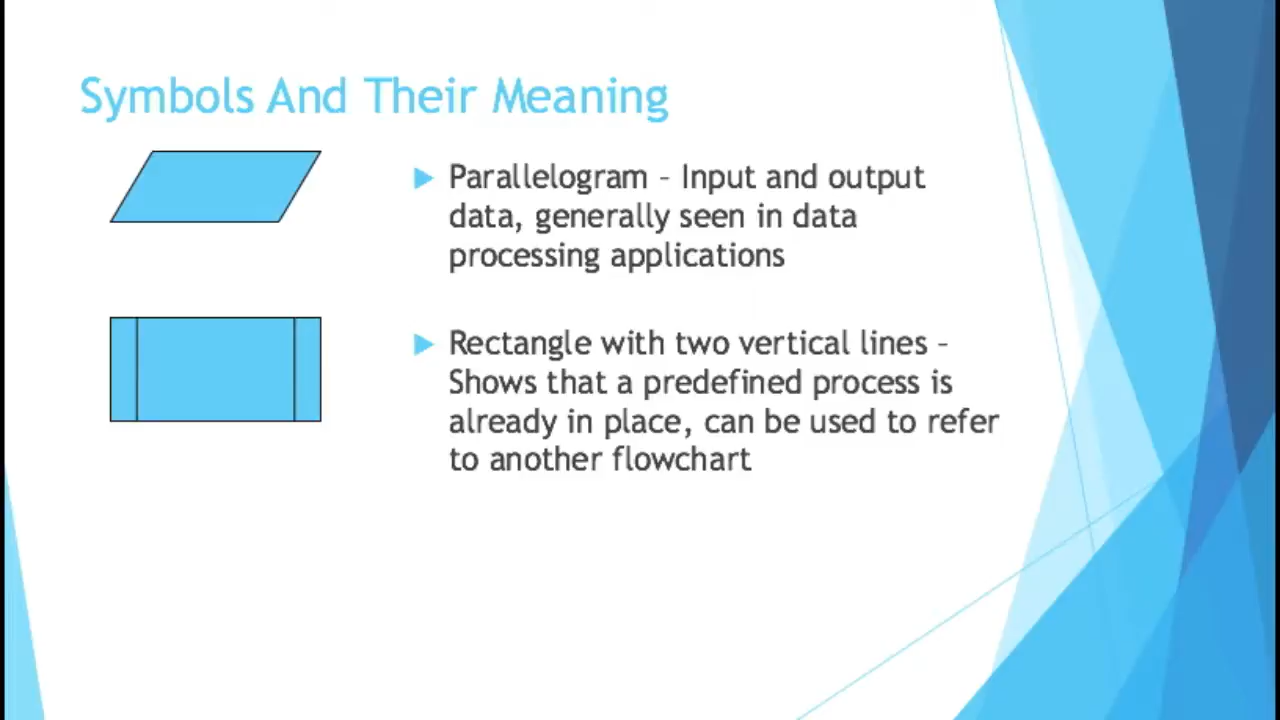 Symbols And Their Meaning
Parallelogram – Input and output
data, generally seen in data
processing applications
Rectangle with two vertical lines –
Shows that a predefined process is
already in place, can be used to refer
to another flowchart